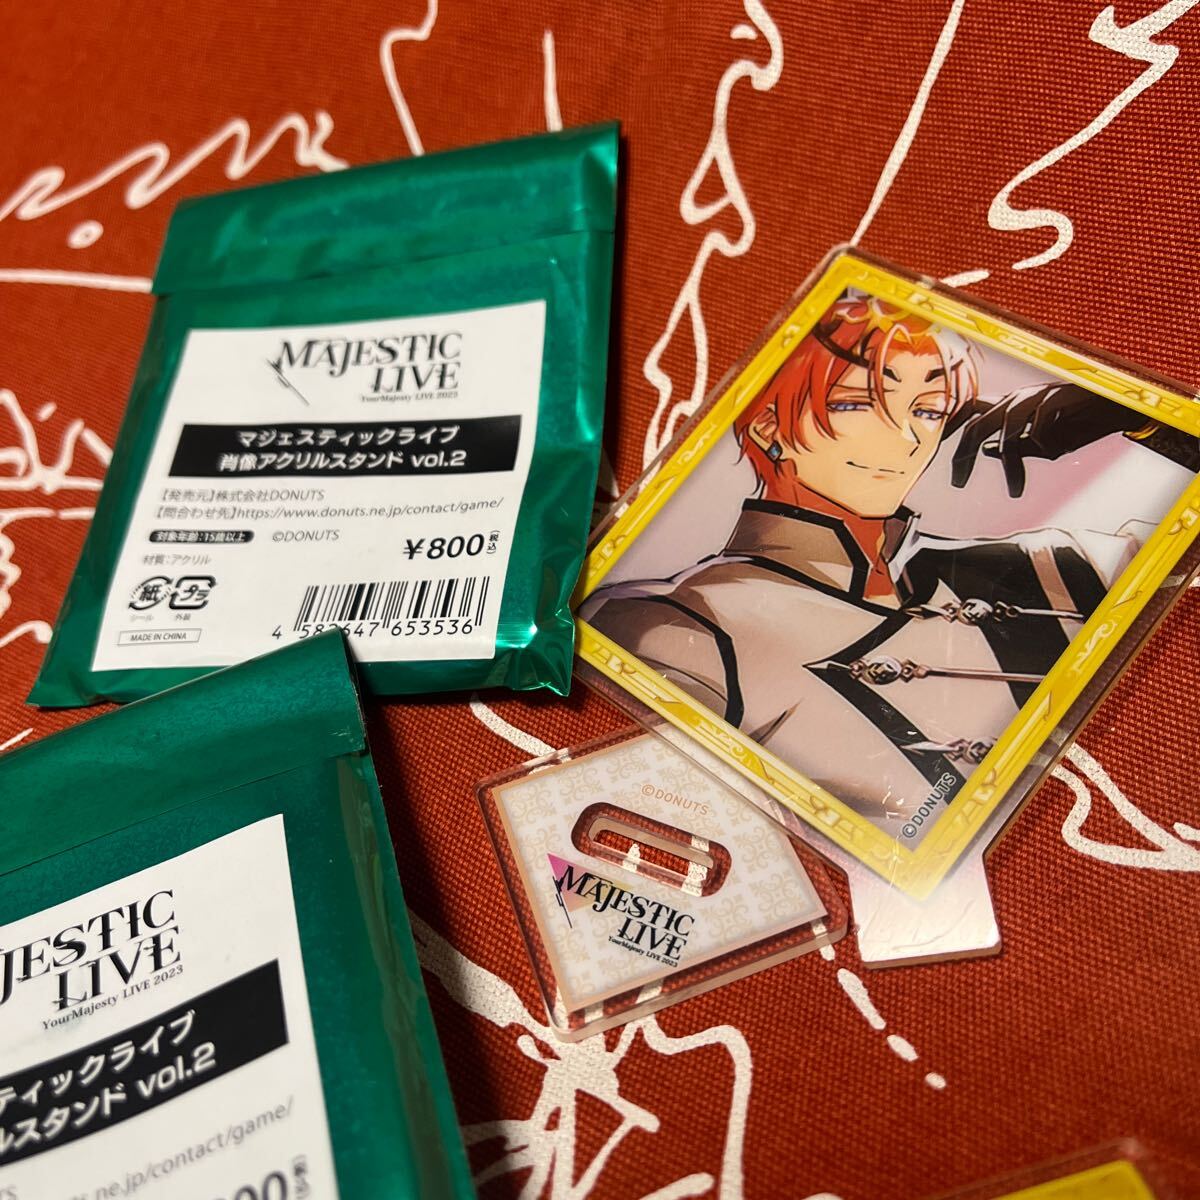 MAJESTIC
LIVE
YourMajesty LIVE 2023
マジェスティックライブ
肖像アクリルスタンド vol.2
【発売元】株式会社DONUTS
【問合わせ先】https://www.donuts.ne.jp/contact/game/
対象年齢:15歳以上 ©DONUTS
材質:アクリル
¥800(税込)
紙 プラ
シール 外袋
MADE IN CHINA
4 582647 653536
©DONUTS
©DONUTS
MAJESTIC
LIVE
YourMajesty LIVE 2023
JESTIC
LIVE
YourMajesty LIVE 2023
ティックライブ
ルスタンド vol.2
UTS
s.ne.jp/contact/game/
800(税込)